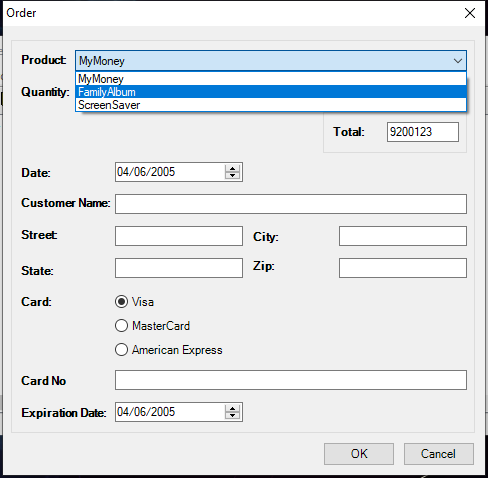 Order
Product: MyMoney
MyMoney
Quantity: FamilyAlbum
ScreenSaver
Total: 9200123
Date: 04/06/2005
Customer Name:
Street: City:
State: Zip:
Card: Visa
MasterCard
American Express
Card No
Expiration Date: 04/06/2005
OK Cancel